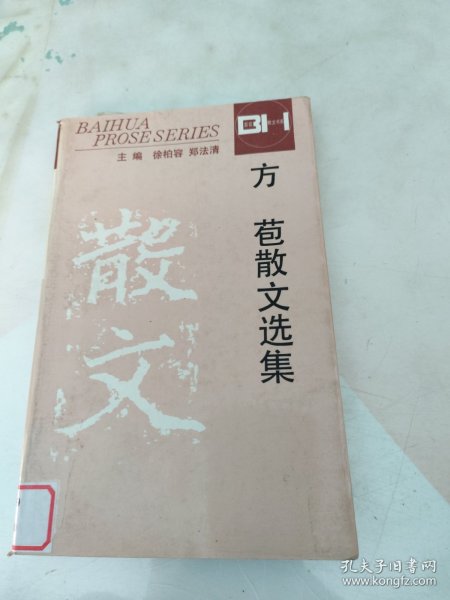 BAIHUA
PROSE SERIES
BH
主编 徐柏容 郑法清
方 苞散文选集
散文
孔夫子旧书网
www.kongfz.com